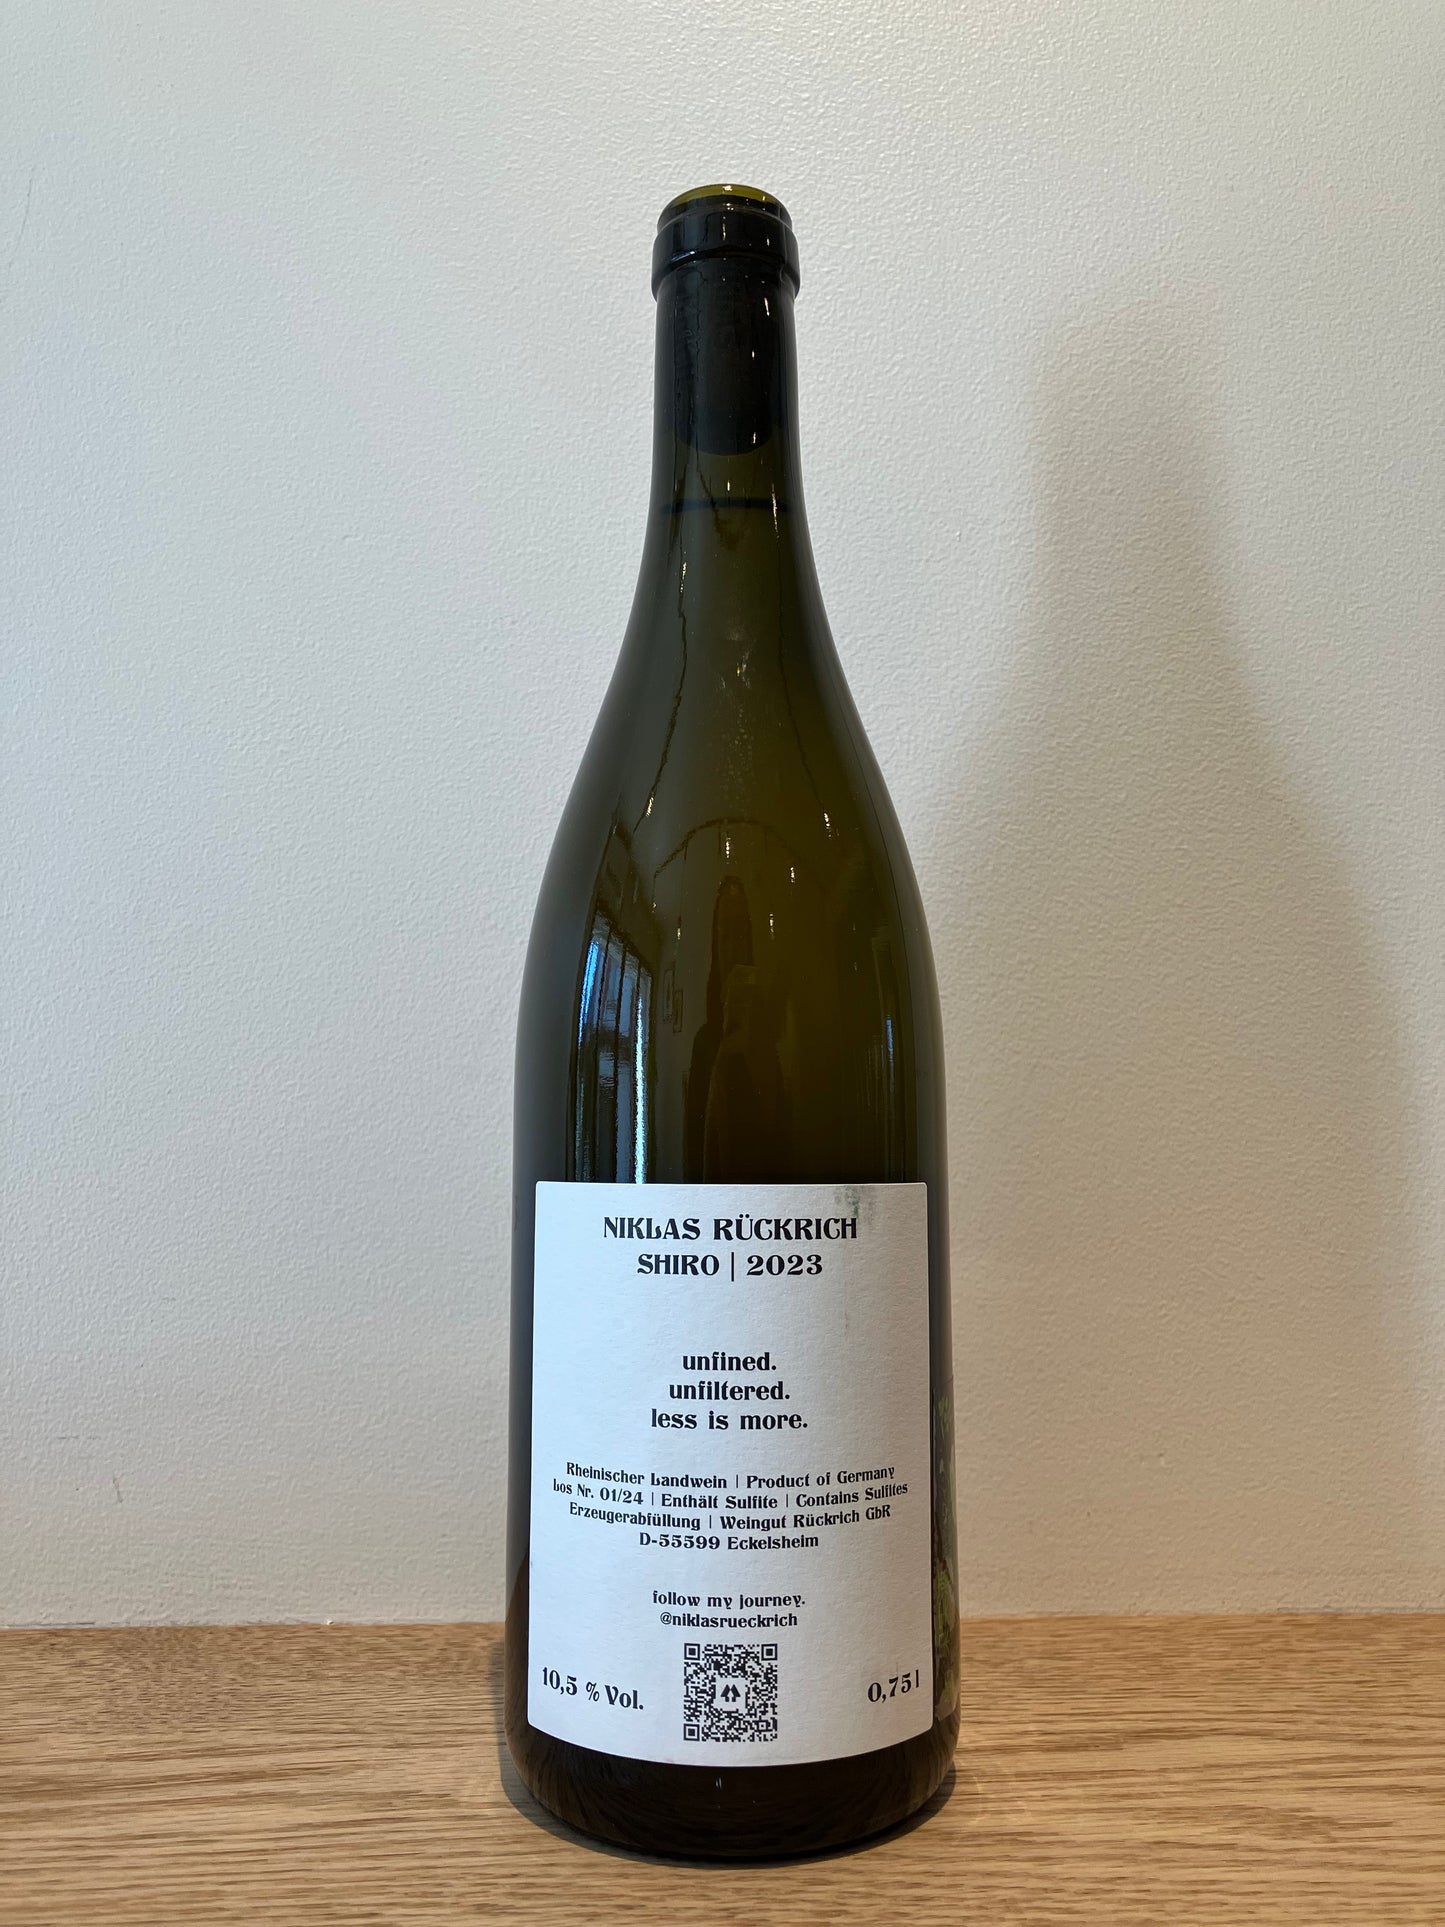 NIKLAS RÜCKRICH
SHIRO | 2023
unfined.
unfiltered.
less is more.
Rheinischer Landwein | Product of Germany
Los Nr. 01/24 | Enthält Sulfite | Contains Sulfiltes
Erzeugerabfüllung | Weingut Rückrich GbR
D-55599 Eckelsheim
follow my journey.
@niklasrueckrich
10,5 % Vol.
0,75 l